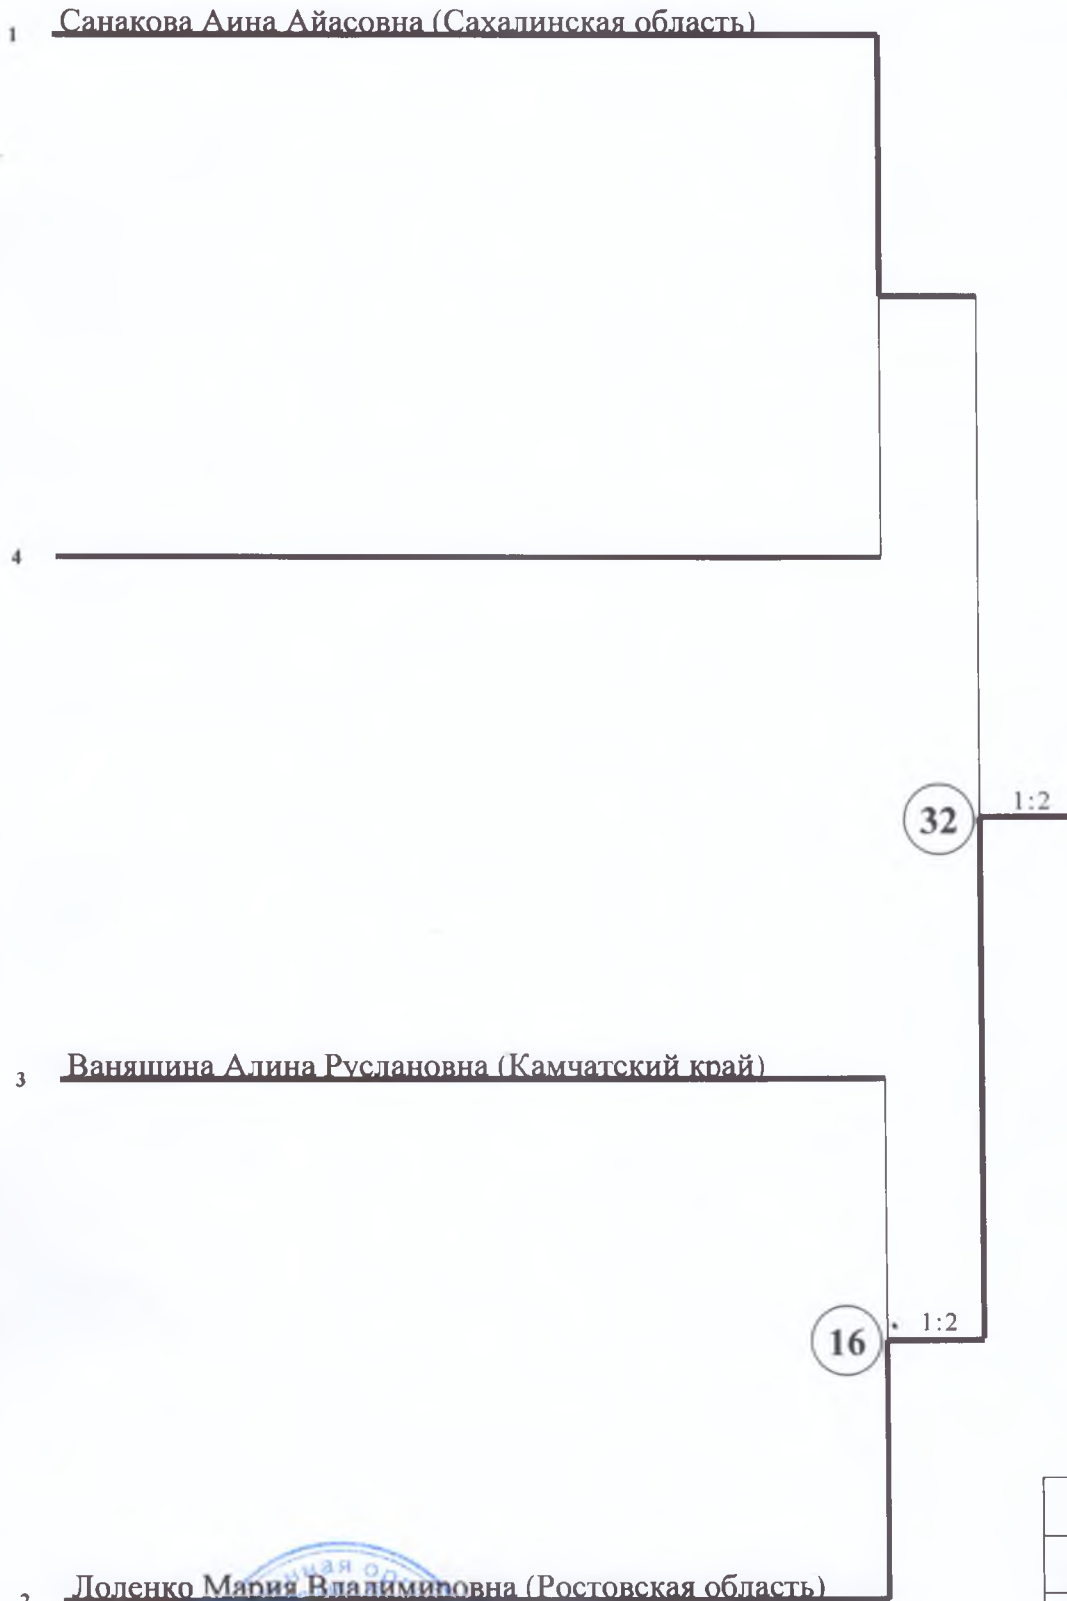 1 Санакова Аина Айасовна (Сахалинская область)
4
32 1:2
3 Ваняшина Алина Руслановна (Камчатский край)
16 1:2
2 Доленко Мария Владимировна (Ростовская область)